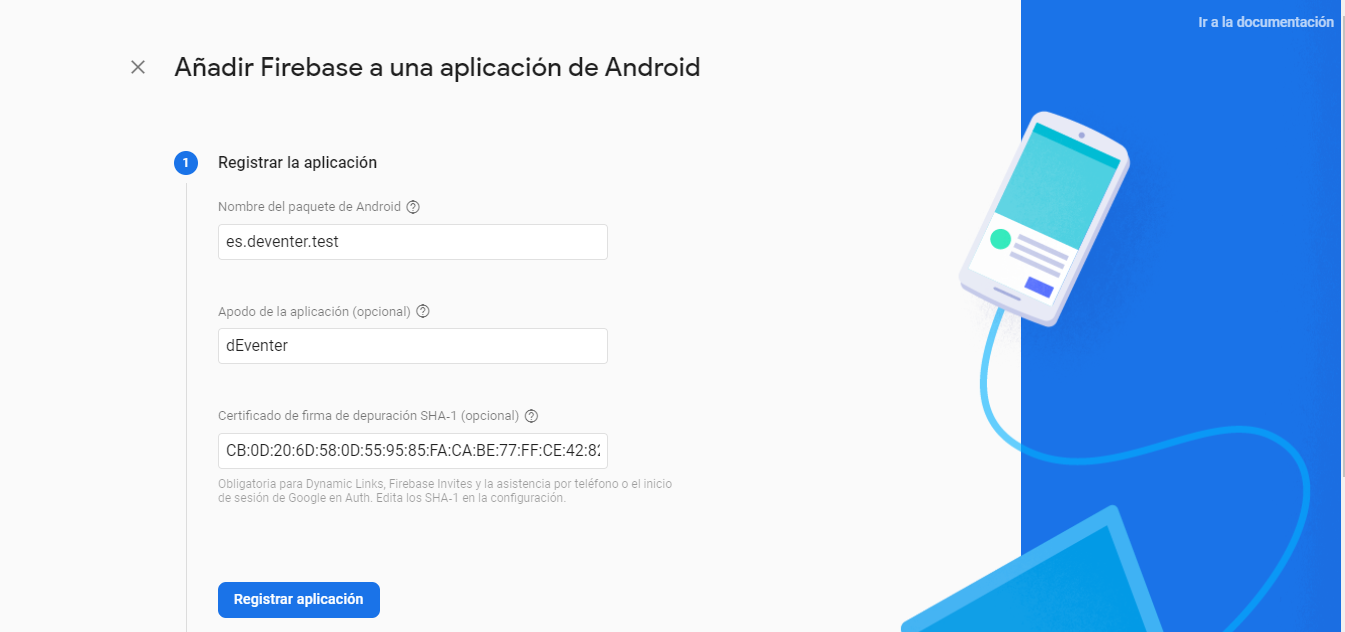 Ir a la documentación
Añadir Firebase a una aplicación de Android
1 Registrar la aplicación
Nombre del paquete de Android ?
es.deventer.test
Apodo de la aplicación (opcional) ?
dEventer
Certificado de firma de depuración SHA-1 (opcional) ?
CB:0D:20:6D:58:0D:55:95:85:FA:CA:BE:77:FF:CE:42:82
Obligatoria para Dynamic Links, Firebase Invites y la asistencia por teléfono o el inicio
de sesión de Google en Auth. Edita los SHA-1 en la configuración.
Registrar aplicación